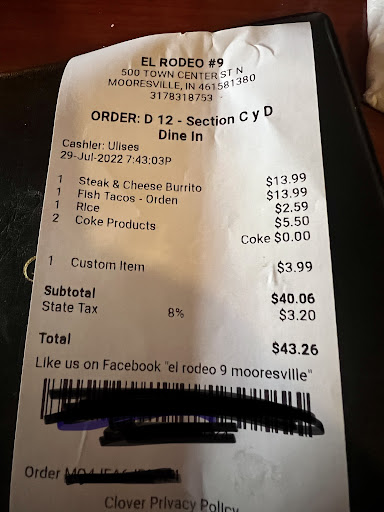 EL RODEO #9
500 TOWN CENTER ST N
MOORESVILLE, IN 461581380
3178318753
ORDER: D 12 - Section C y D
Dine In
Cashier: Ulises
29-Jul-2022 7:43:03P
1 Steak & Cheese Burrito $13.99
1 Fish Tacos - Orden $13.99
1 Rice $2.59
2 Coke Products $5.50
Coke $0.00
1 Custom Item $3.99
Subtotal $40.06
State Tax 8% $3.20
Total $43.26
Like us on Facebook "el rodeo 9 mooresville"
Order
Clover Privacy Policy